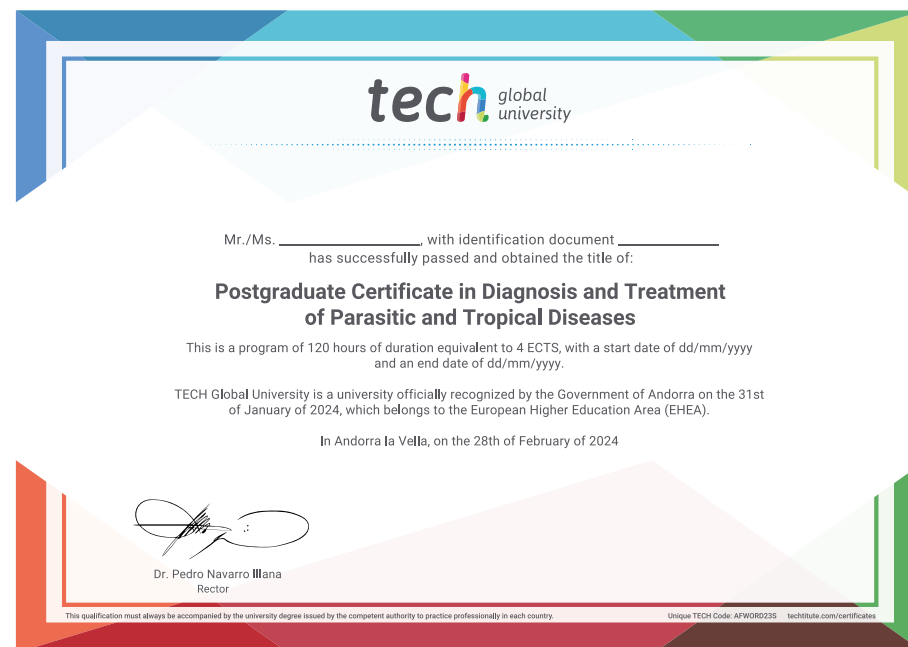 tech global
university
Mr./Ms. ____________________, with identification document ______________
has successfully passed and obtained the title of:
Postgraduate Certificate in Diagnosis and Treatment
of Parasitic and Tropical Diseases
This is a program of 120 hours of duration equivalent to 4 ECTS, with a start date of dd/mm/yyyy
and an end date of dd/mm/yyyy.
TECH Global University is a university officially recognized by the Government of Andorra on the 31st
of January of 2024, which belongs to the European Higher Education Area (EHEA).
In Andorra la Vella, on the 28th of February of 2024
Dr. Pedro Navarro Illana
Rector
This qualification must always be accompanied by the university degree issued by the competent authority to practice professionally in each country. Unique TECH Code: AFWORD23S techtitute.com/certificates